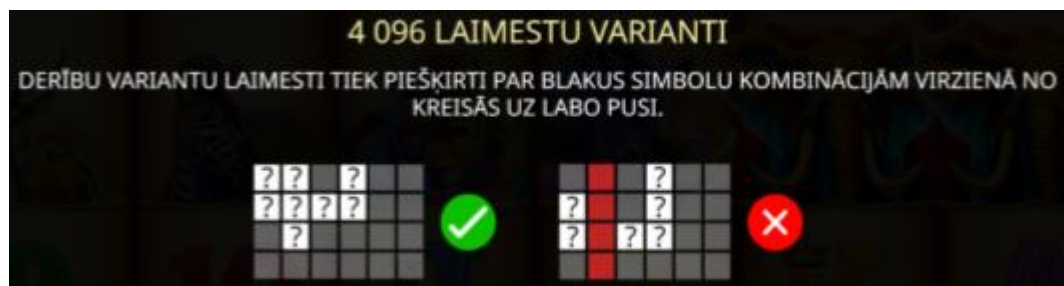 4 096 LAIMESTU VARIANTI
DERĪBU VARIANTU LAIMESTI TIEK PIEŠĶIRTI PAR BLAKUS SIMBOLU KOMBINĀCIJĀM VIRZIENĀ NO
KREISĀS UZ LABO PUSI.
? ? ? ?
? ? ? ? ? ?
? ? ? ?